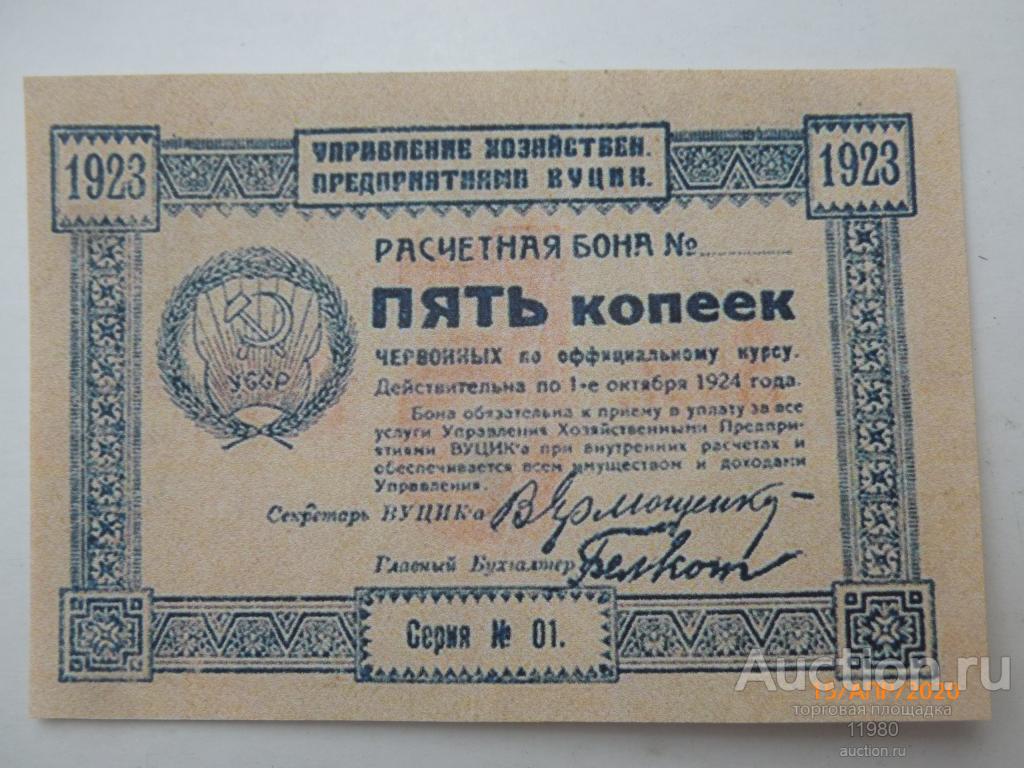 1923
УПРАВЛЕНИЕ ХОЗЯЙСТВЕН.
ПРЕДПРИЯТИЯМИ ВУЦИК.
1923
РАСЧЕТНАЯ БОНА №
ПЯТЬ копеек
ЧЕРВОННЫХ по оффициальному курсу.
Действительна по 1-е октября 1924 года.
Бона обязательна к приему в уплату за все
услуги Управления Хозяйственными Предпри-
ятиями ВУЦИК'а при внутренних расчетах и
обеспечивается всем имуществом и доходами
Управления.
УССР
Секретарь ВУЦИК'а В Ярмощенку
Главный Бухгалтер
Серия № 01.
Auction.ru
15/АПР/2020
торговая площадка
11980
auction.ru